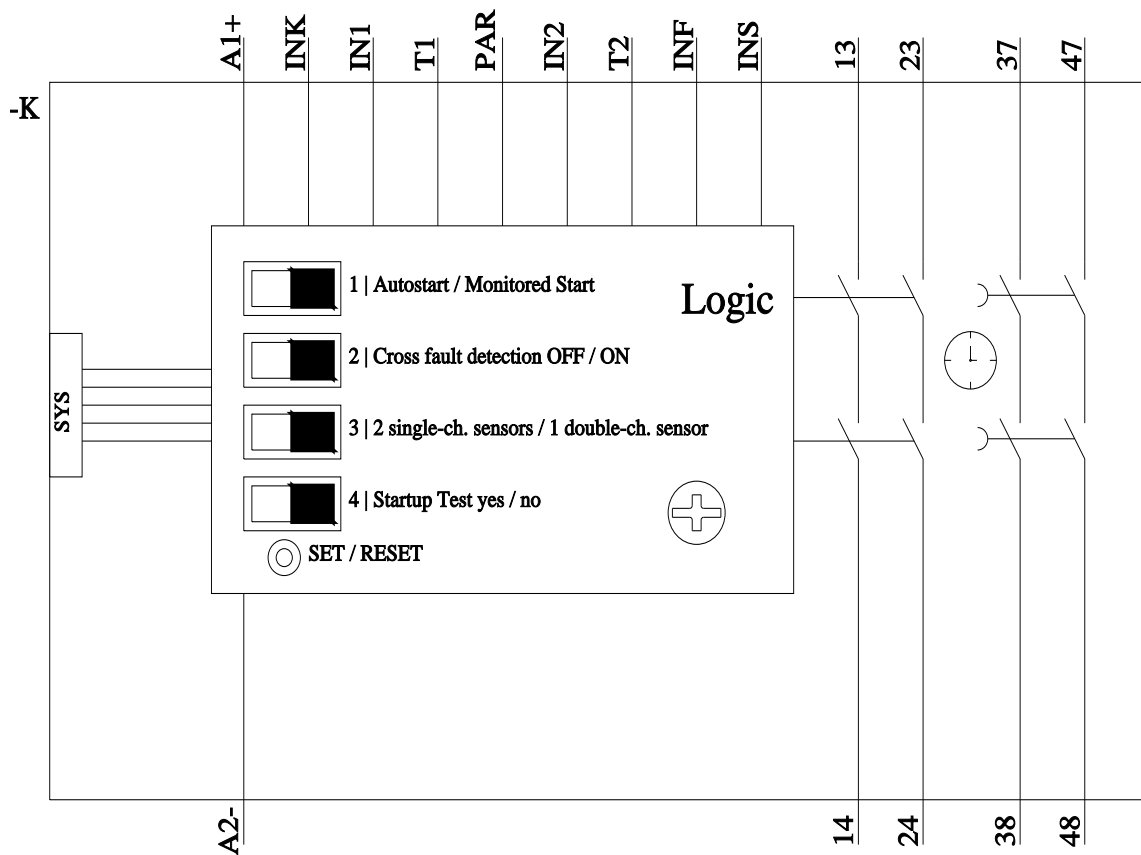 A1+
INK
IN1
T1
PAR
IN2
T2
INF
INS
13
23
37
47
-K
1 | Autostart / Monitored Start
Logic
2 | Cross fault detection OFF / ON
SYS
3 | 2 single-ch. sensors / 1 double-ch. sensor
4 | Startup Test yes / no
SET / RESET
A2-
14
24
38
48